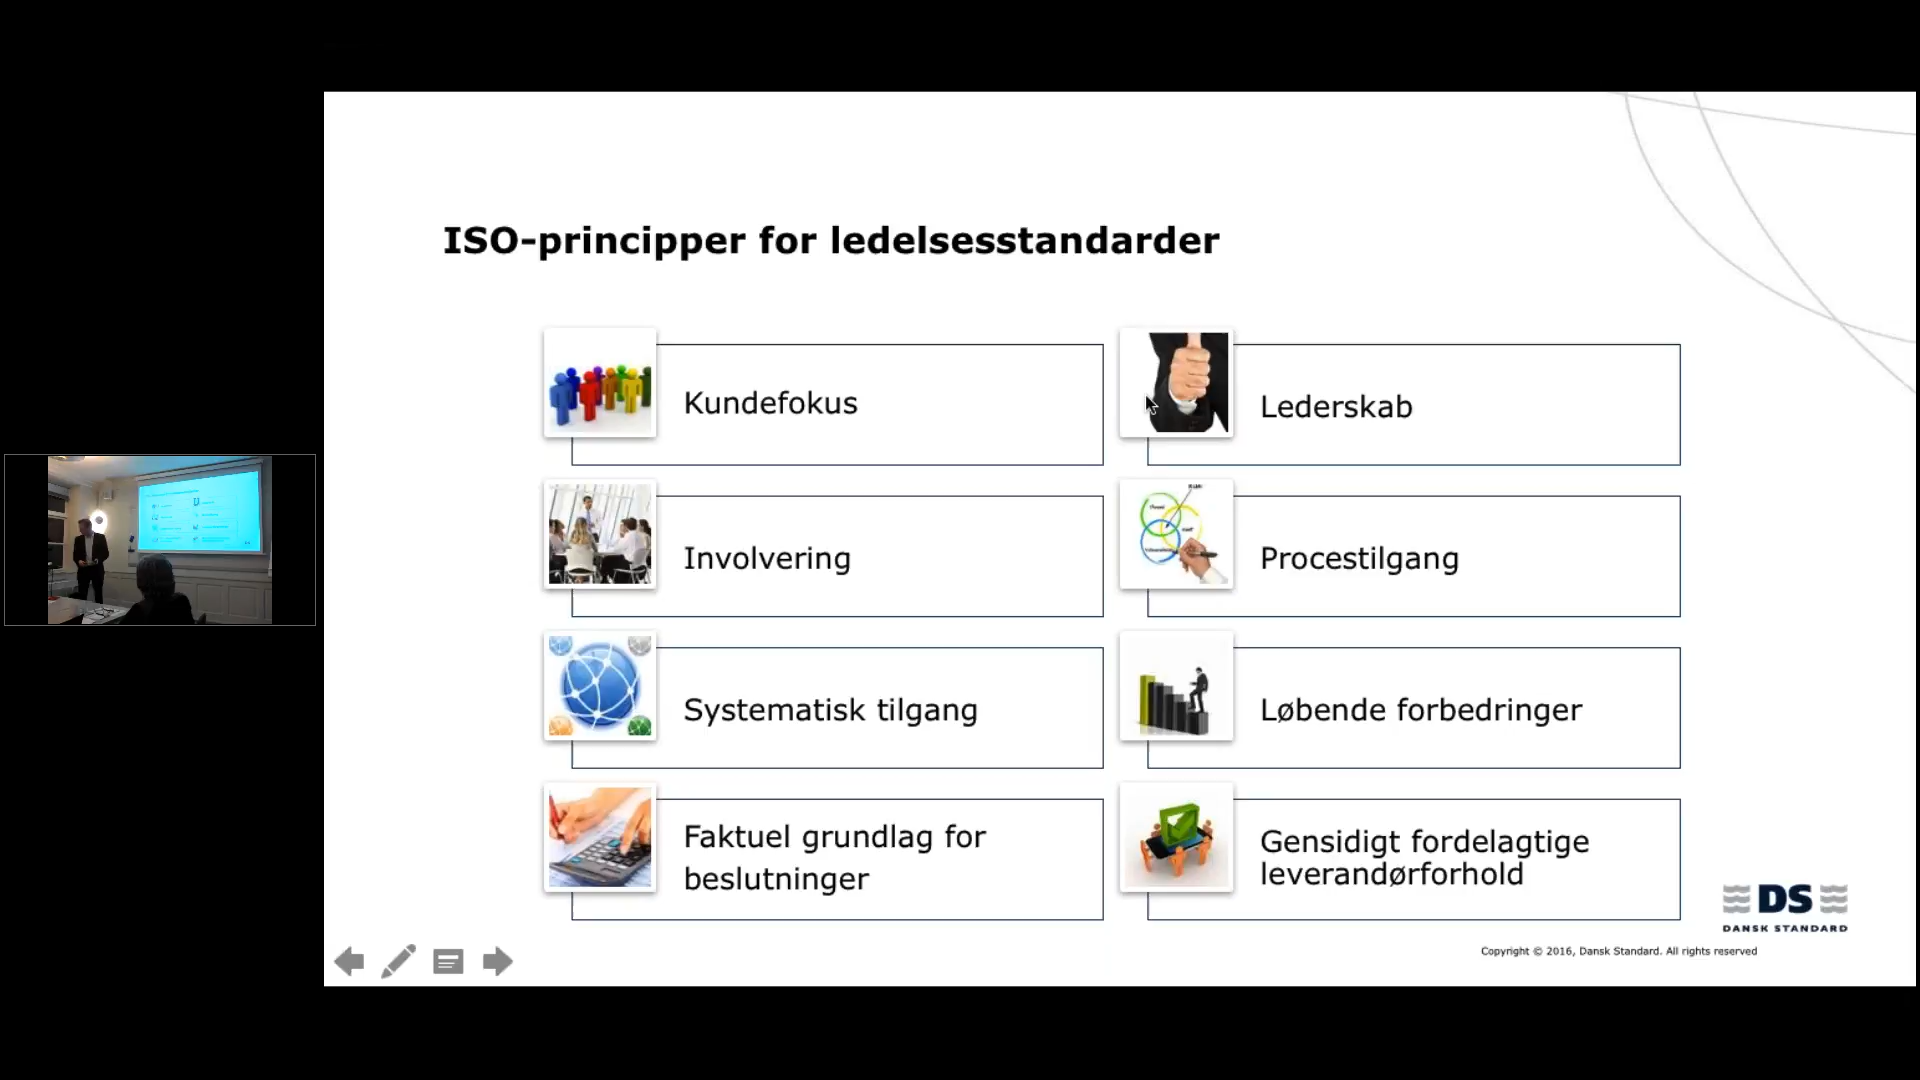 ISO-principper for ledelsesstandarder
Kundefokus
Lederskab
Involvering
Procestilgang
Systematisk tilgang
Løbende forbedringer
Faktuel grundlag for
beslutninger
Gensidigt fordelagtige
leverandørforhold
DS
DANSK STANDARD
Copyright © 2016, Dansk Standard. All rights reserved